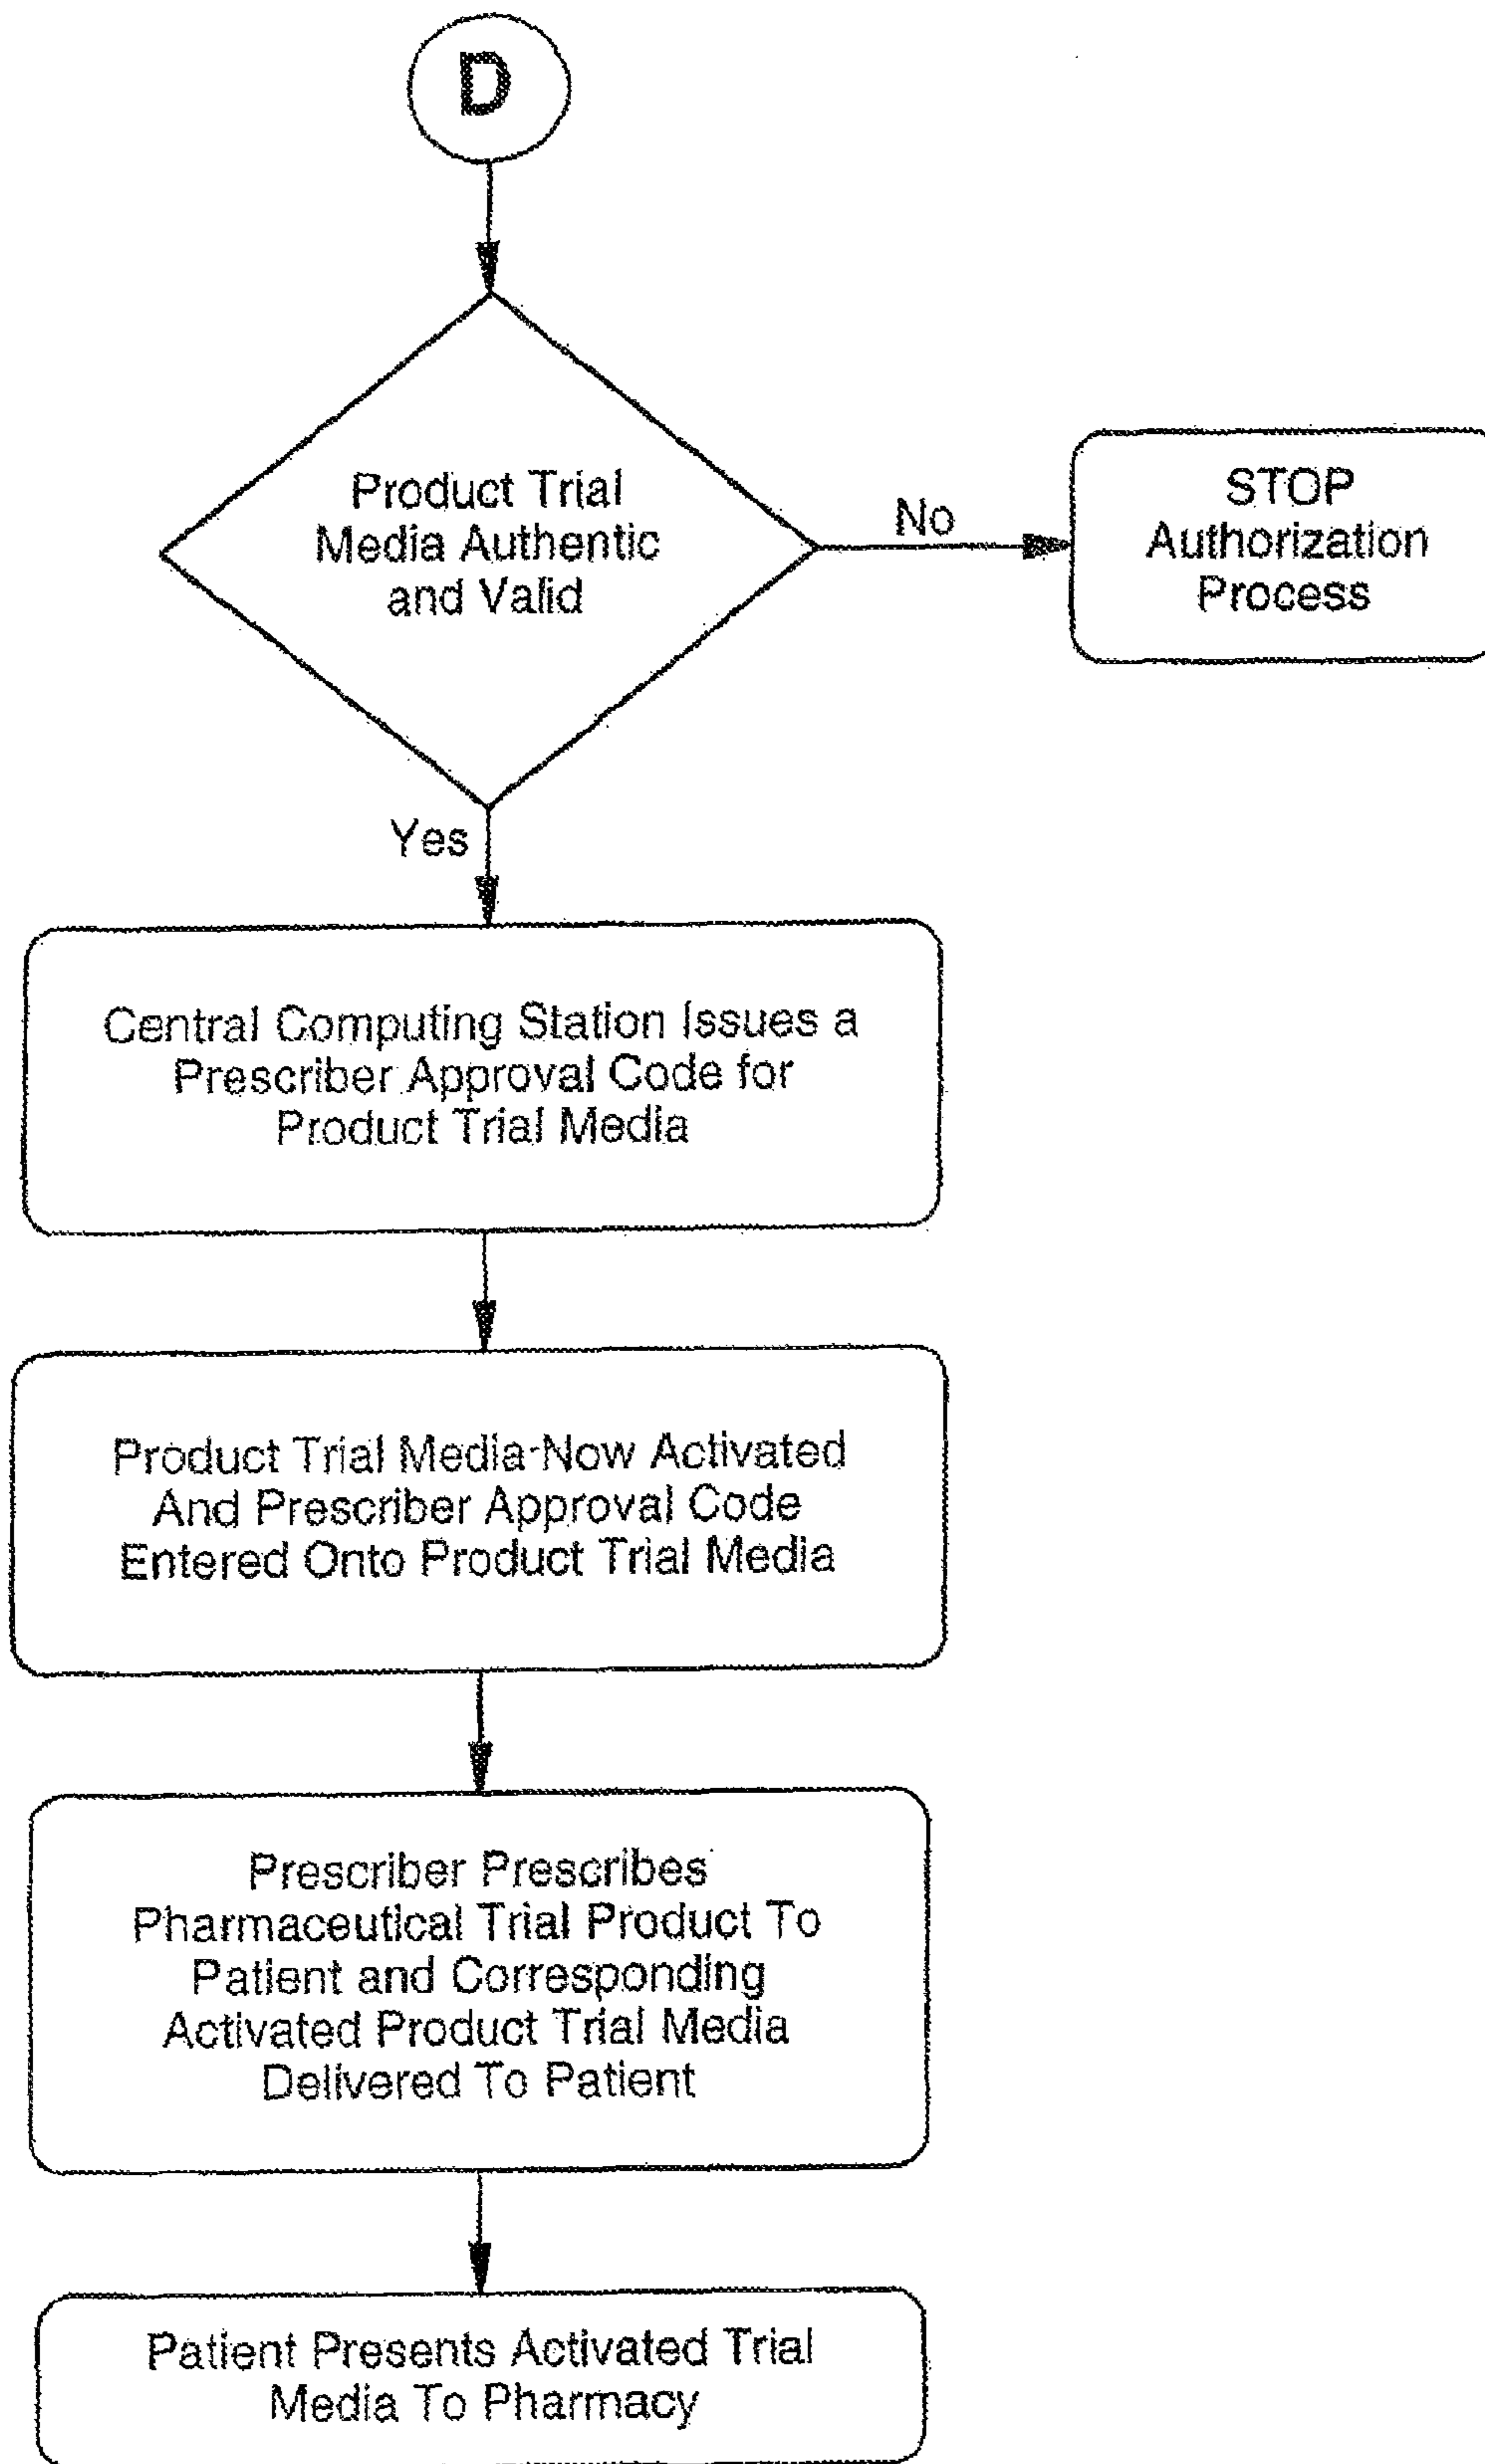 D
Product Trial
Media Authentic
and Valid
No
STOP
Authorization
Process
Yes
Central Computing Station Issues a
Prescriber Approval Code for
Product Trial Media
Product Trial Media-Now Activated
And Prescriber Approval Code
Entered Onto Product Trial Media
Prescriber Prescribes
Pharmaceutical Trial Product To
Patient and Corresponding
Activated Product Trial Media
Delivered To Patient
Patient Presents Activated Trial
Media To Pharmacy